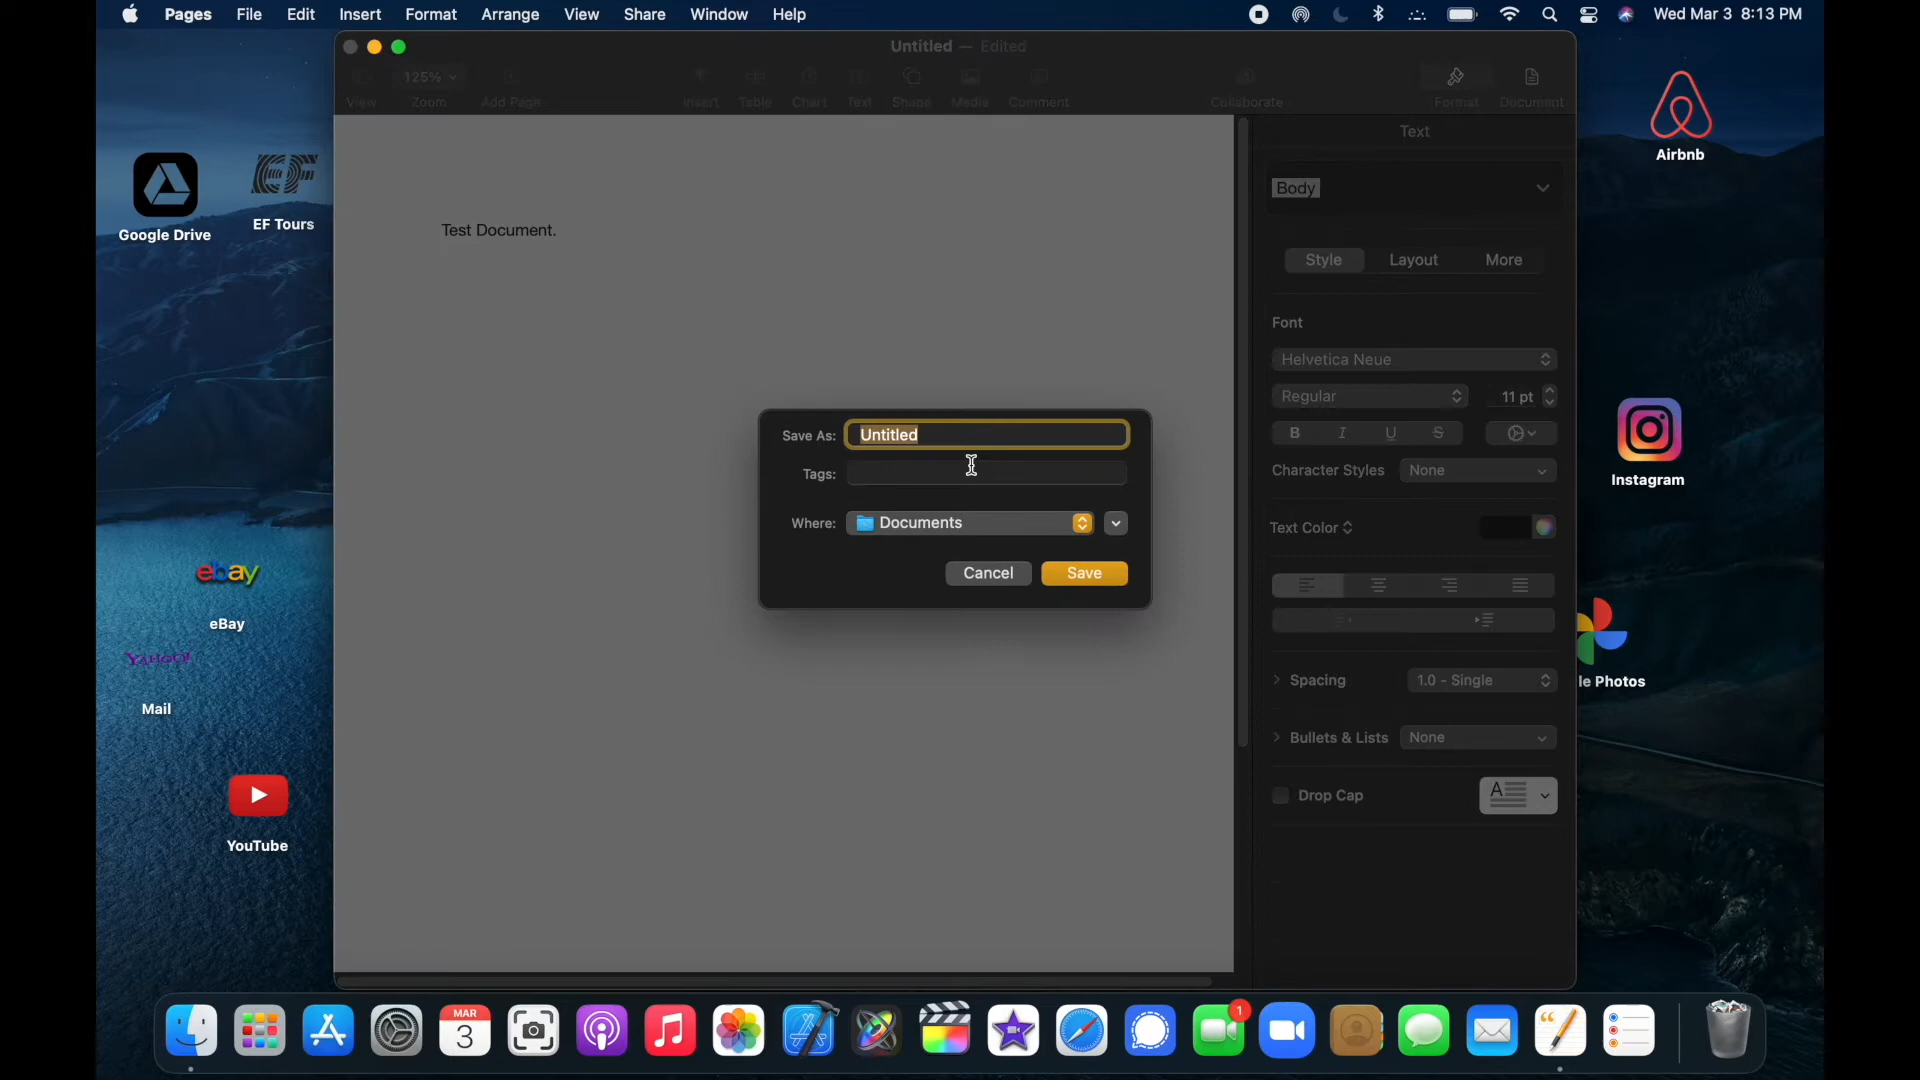 Pages File Edit Insert Format Arrange View Share Window Help Wed Mar 3 8:13 PM
Untitled — Edited
125%
View Zoom Add Page Insert Table Chart Text Shape Media Comment Collaborate Format Document
Text
Body
Style Layout More
Font
Helvetica Neue
Regular 11 pt
B I U S
Character Styles None
Text Color
Spacing 1.0 - Single
Bullets & Lists None
Drop Cap
A
Test Document.
Save As: Untitled
Tags:
Where: Documents
Cancel Save
Google Drive
EF
EF Tours
ebay
eBay
YAHOO!
Mail
YouTube
Airbnb
Instagram
le Photos
MAR
3
1